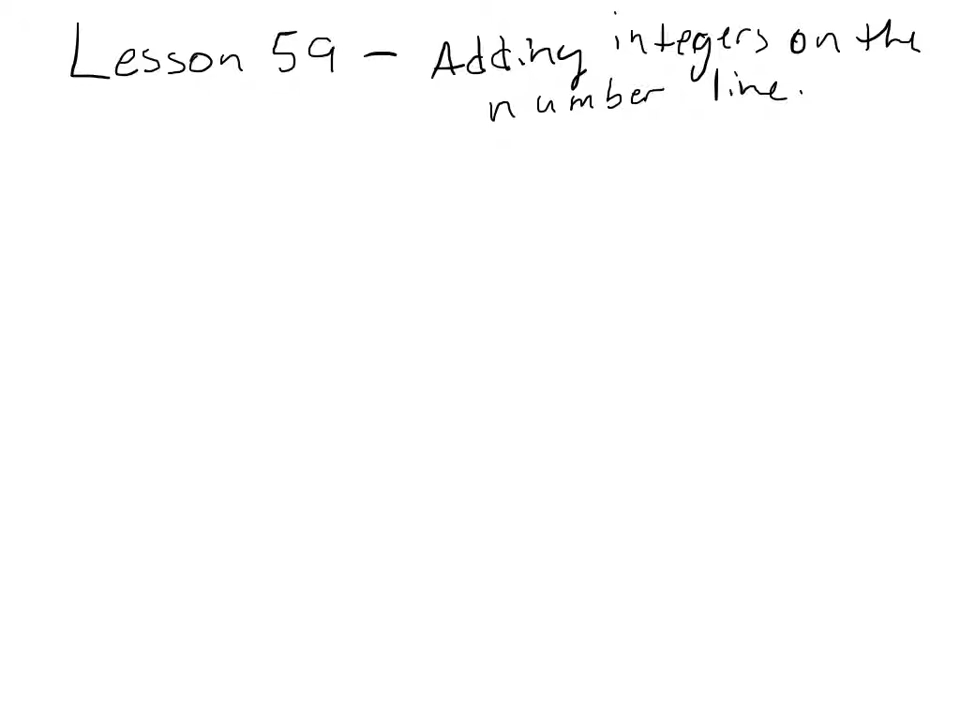 Lesson 59 – Adding integers on the
number line.